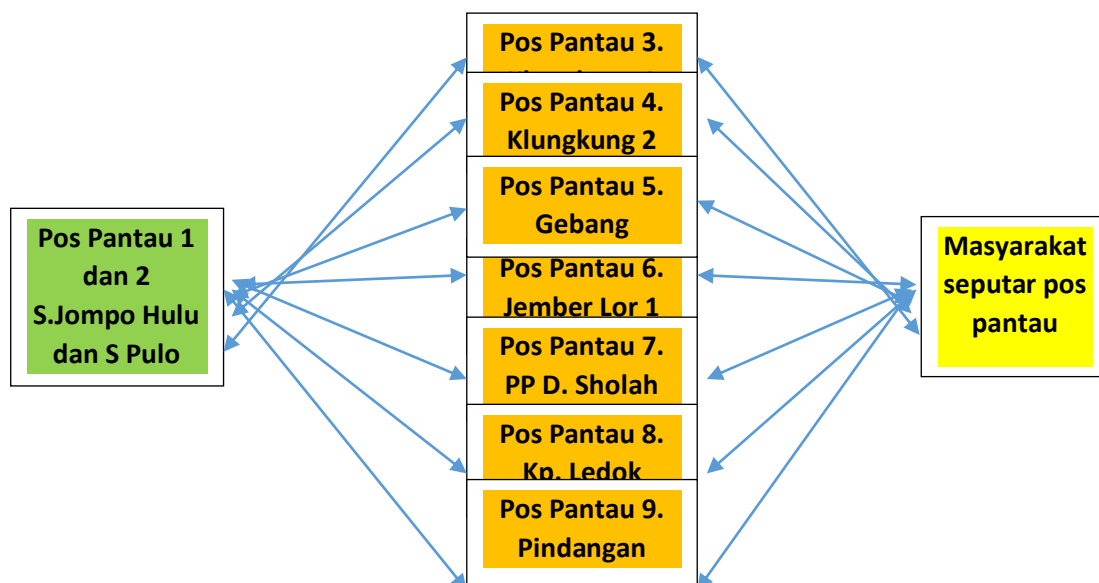 Pos Pantau 3.
Pos Pantau 4.
Klungkung 2
Pos Pantau 5.
Gebang
Pos Pantau 1
dan 2
S.Jompo Hulu
dan S Pulo
Pos Pantau 6.
Jember Lor 1
Masyarakat
seputar pos
pantau
Pos Pantau 7.
PP D. Sholah
Pos Pantau 8.
Kp. Ledok
Pos Pantau 9.
Pindangan